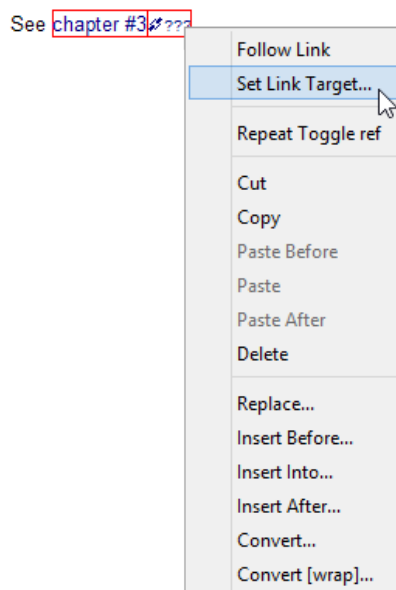 See chapter #3???
Follow Link
Set Link Target...
Repeat Toggle ref
Cut
Copy
Paste Before
Paste
Paste After
Delete
Replace...
Insert Before...
Insert Into...
Insert After...
Convert...
Convert [wrap]...